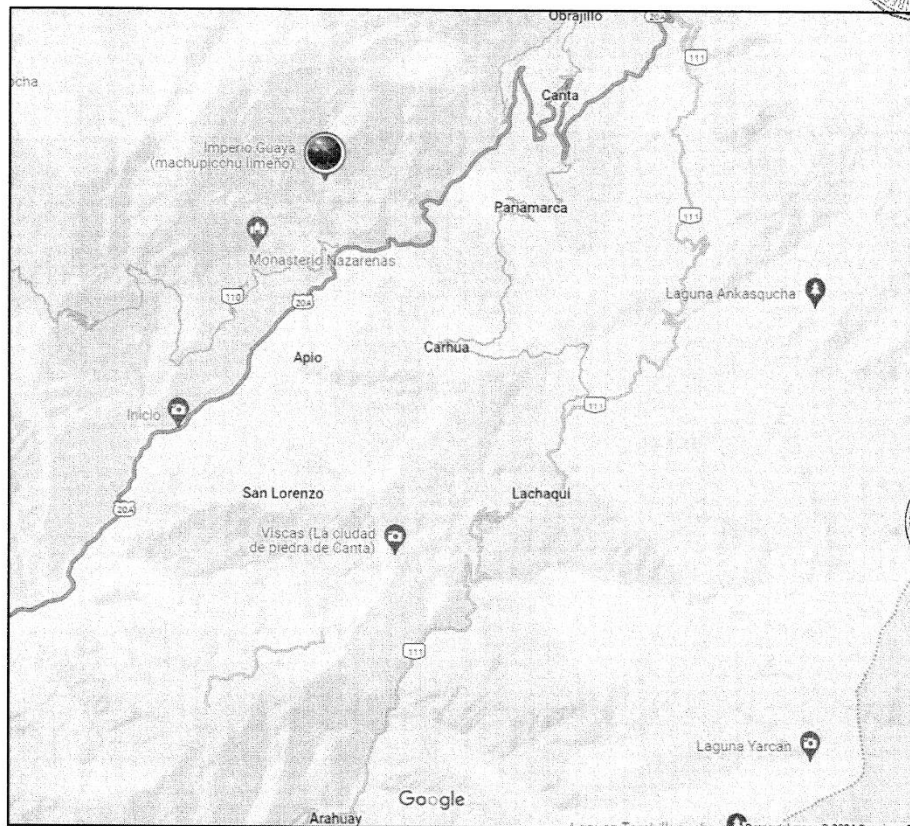 Obrajillo
20A
111
ocha
Canta
Imperio Guaya
(machupicchu limeño)
Pariamarca
111
Monasterio Nazarenas
110
20A
Laguna Ankasqucha
Carhua
Apio
111
Inicio
San Lorenzo
Lachaqui
20A
Viscas (La ciudad
de piedra de Canta)
111
Laguna Yarcan
Google
Arahuay